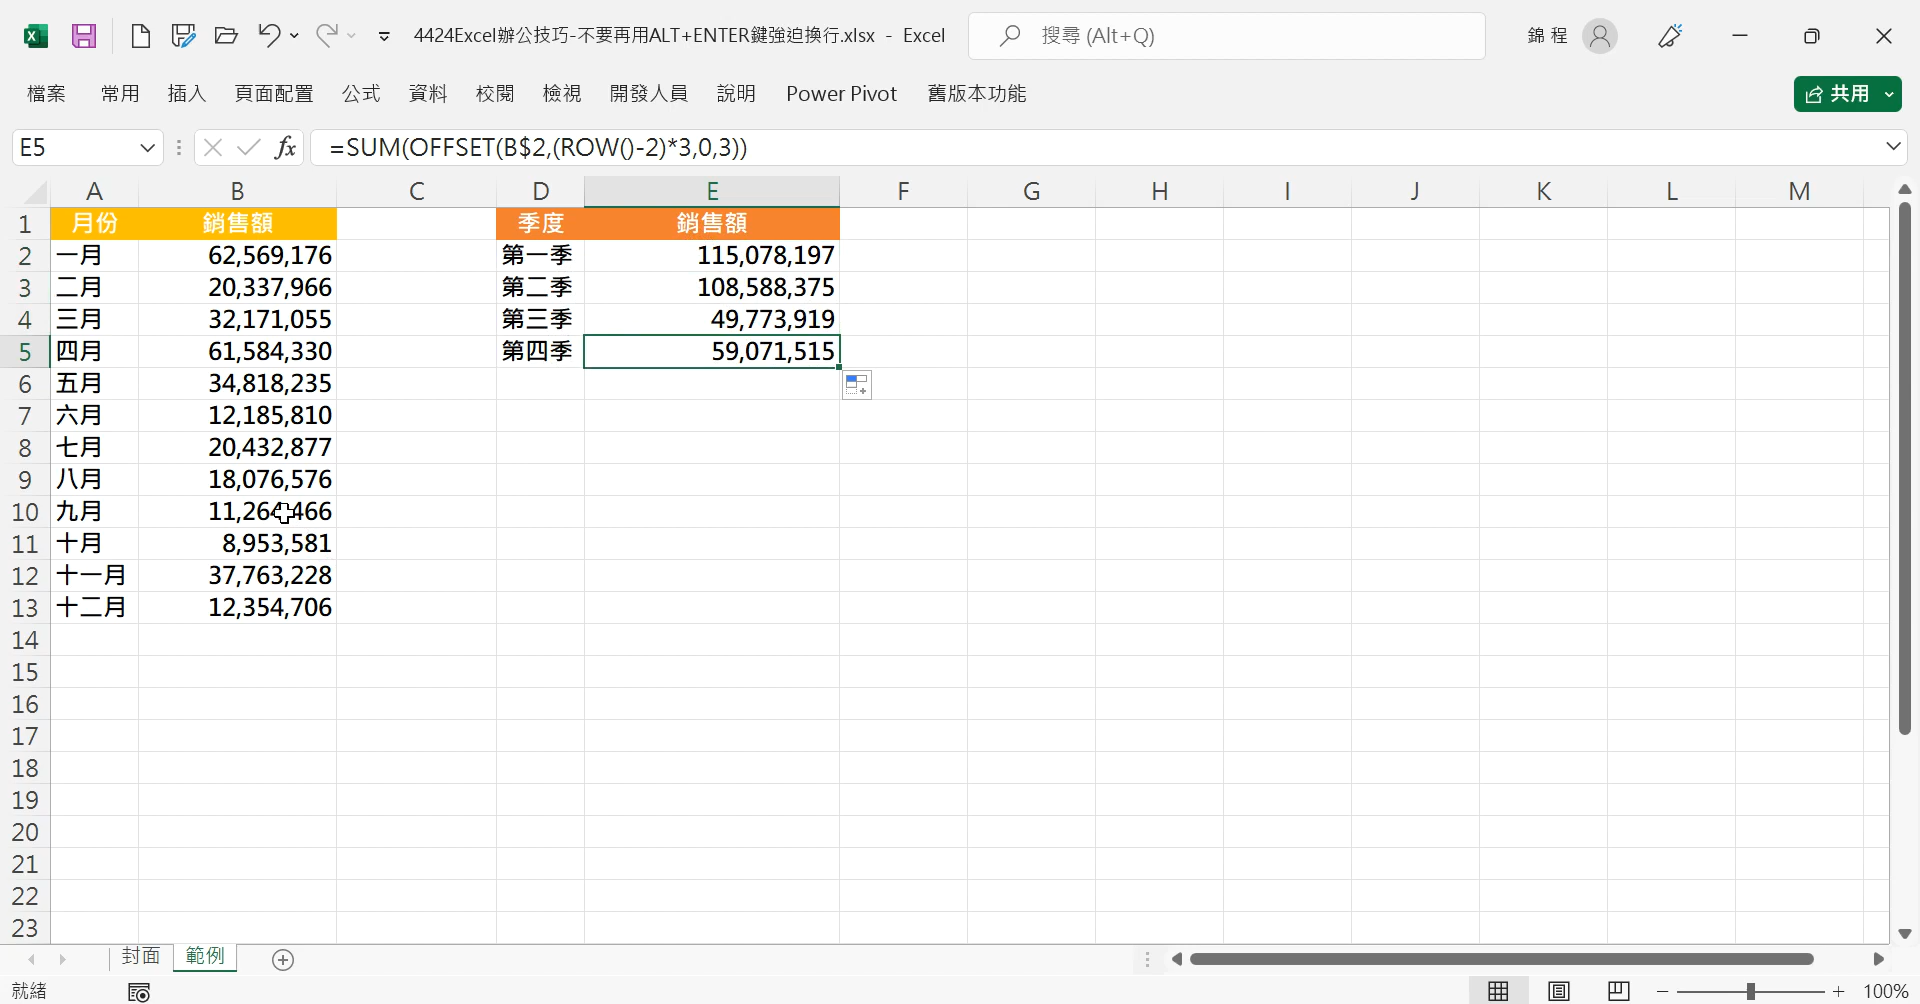 4424Excel辦公技巧-不要再用ALT+ENTER鍵強迫換行.xlsx - Excel
搜尋 (Alt+Q)
錦 程
檔案 常用 插入 頁面配置 公式 資料 校閱 檢視 開發人員 說明 Power Pivot 舊版本功能 共用
E5 fx =SUM(OFFSET(B$2,(ROW()-2)*3,0,3))
A B C D E F G H I J K L M
1 月份 銷售額 季度 銷售額
2 一月 62,569,176 第一季 115,078,197
3 二月 20,337,966 第二季 108,588,375
4 三月 32,171,055 第三季 49,773,919
5 四月 61,584,330 第四季 59,071,515
6 五月 34,818,235
7 六月 12,185,810
8 七月 20,432,877
9 八月 18,076,576
10 九月 11,264,466
11 十月 8,953,581
12 十一月 37,763,228
13 十二月 12,354,706
14
15
16
17
18
19
20
21
22
23
封面 範例
就緒 100%